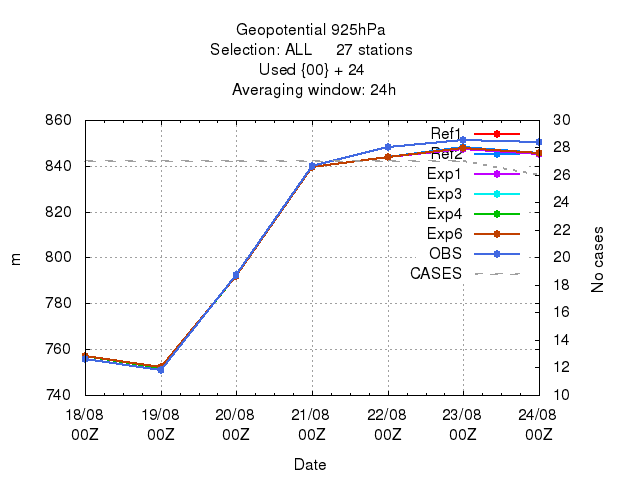 Geopotential 925hPa
Selection: ALL 27 stations
Used {00} + 24
Averaging window: 24h
860 30
Ref1
28
Ref2
840 26
Exp1
24
Exp3
820 Exp4
22
Exp6
800 OBS 20
CASES
18
780
16
14
760
12
740 10
18/08 19/08 20/08 21/08 22/08 23/08 24/08
00Z 00Z 00Z 00Z 00Z 00Z 00Z
m
No cases
Date